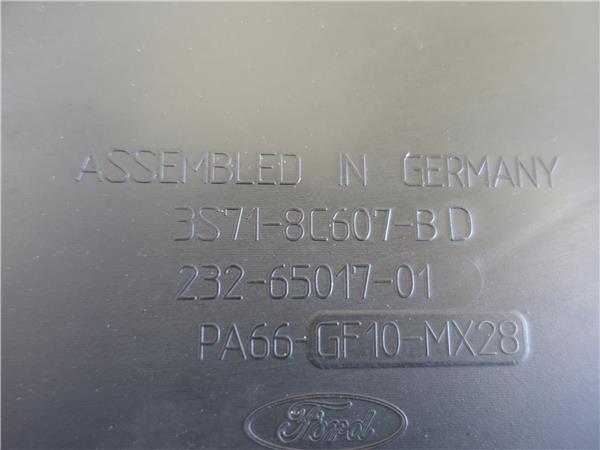 ASSEMBLED IN GERMANY
3S71-8C607-BD
232-65017-01
PA66-GF10-MX28
Ford